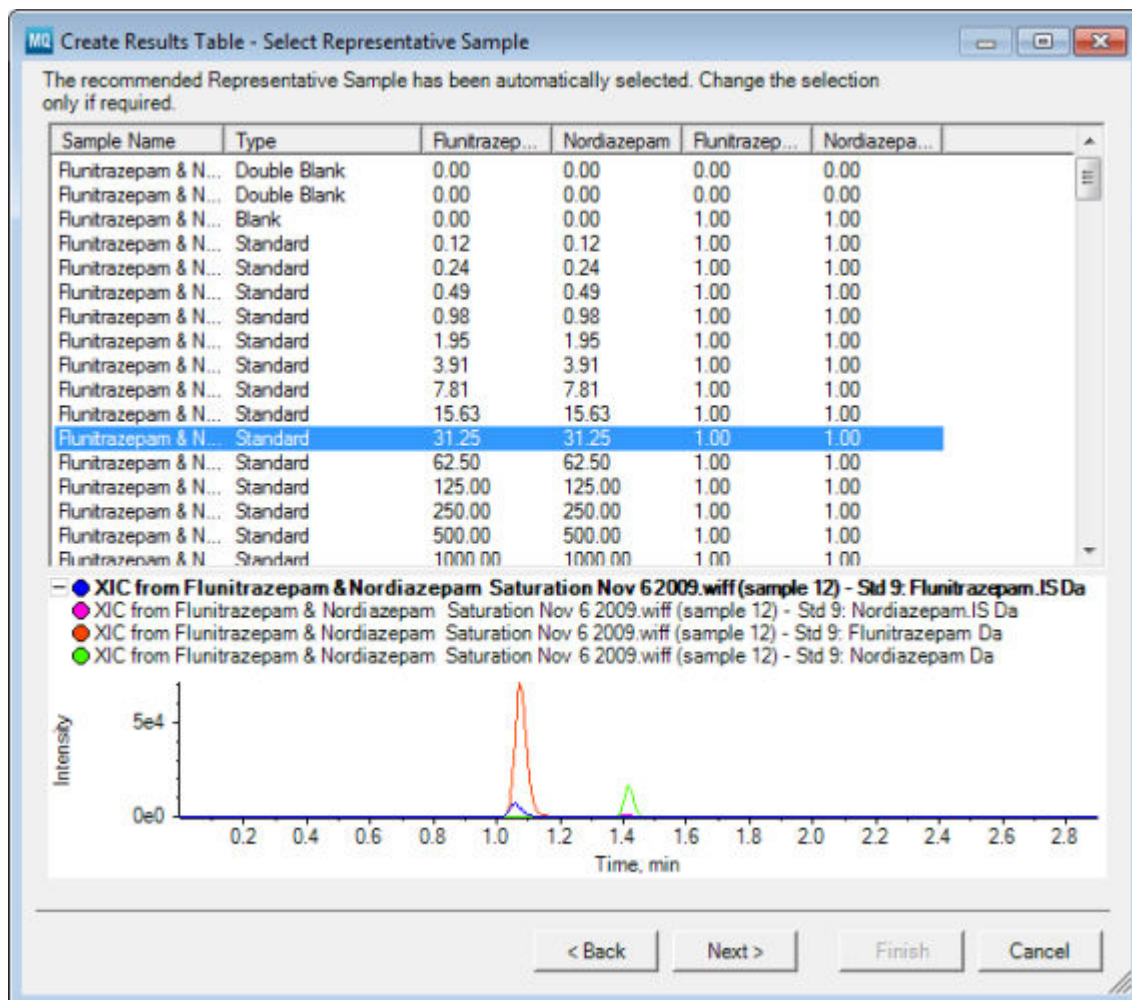 MQ Create Results Table - Select Representative Sample
The recommended Representative Sample has been automatically selected. Change the selection
only if required.
Sample Name Type Flunitrazep... Nordiazepam Flunitrazep... Nordiazepa...
Flunitrazepam & N... Double Blank 0.00 0.00 0.00 0.00
Flunitrazepam & N... Double Blank 0.00 0.00 0.00 0.00
Flunitrazepam & N... Blank 0.00 0.00 1.00 1.00
Flunitrazepam & N... Standard 0.12 0.12 1.00 1.00
Flunitrazepam & N... Standard 0.24 0.24 1.00 1.00
Flunitrazepam & N... Standard 0.49 0.49 1.00 1.00
Flunitrazepam & N... Standard 0.98 0.98 1.00 1.00
Flunitrazepam & N... Standard 1.95 1.95 1.00 1.00
Flunitrazepam & N... Standard 3.91 3.91 1.00 1.00
Flunitrazepam & N... Standard 7.81 7.81 1.00 1.00
Flunitrazepam & N... Standard 15.63 15.63 1.00 1.00
Flunitrazepam & N... Standard 31.25 31.25 1.00 1.00
Flunitrazepam & N... Standard 62.50 62.50 1.00 1.00
Flunitrazepam & N... Standard 125.00 125.00 1.00 1.00
Flunitrazepam & N... Standard 250.00 250.00 1.00 1.00
Flunitrazepam & N... Standard 500.00 500.00 1.00 1.00
Flunitrazepam & N... Standard 1000.00 1000.00 1.00 1.00
XIC from Flunitrazepam & Nordiazepam Saturation Nov 6 2009.wiff (sample 12) - Std 9: Flunitrazepam.IS Da
XIC from Flunitrazepam & Nordiazepam Saturation Nov 6 2009.wiff (sample 12) - Std 9: Nordiazepam.IS Da
XIC from Flunitrazepam & Nordiazepam Saturation Nov 6 2009.wiff (sample 12) - Std 9: Flunitrazepam Da
XIC from Flunitrazepam & Nordiazepam Saturation Nov 6 2009.wiff (sample 12) - Std 9: Nordiazepam Da
Intensity
5e4
0e0
0.2 0.4 0.6 0.8 1.0 1.2 1.4 1.6 1.8 2.0 2.2 2.4 2.6 2.8
Time, min
< Back Next > Finish Cancel